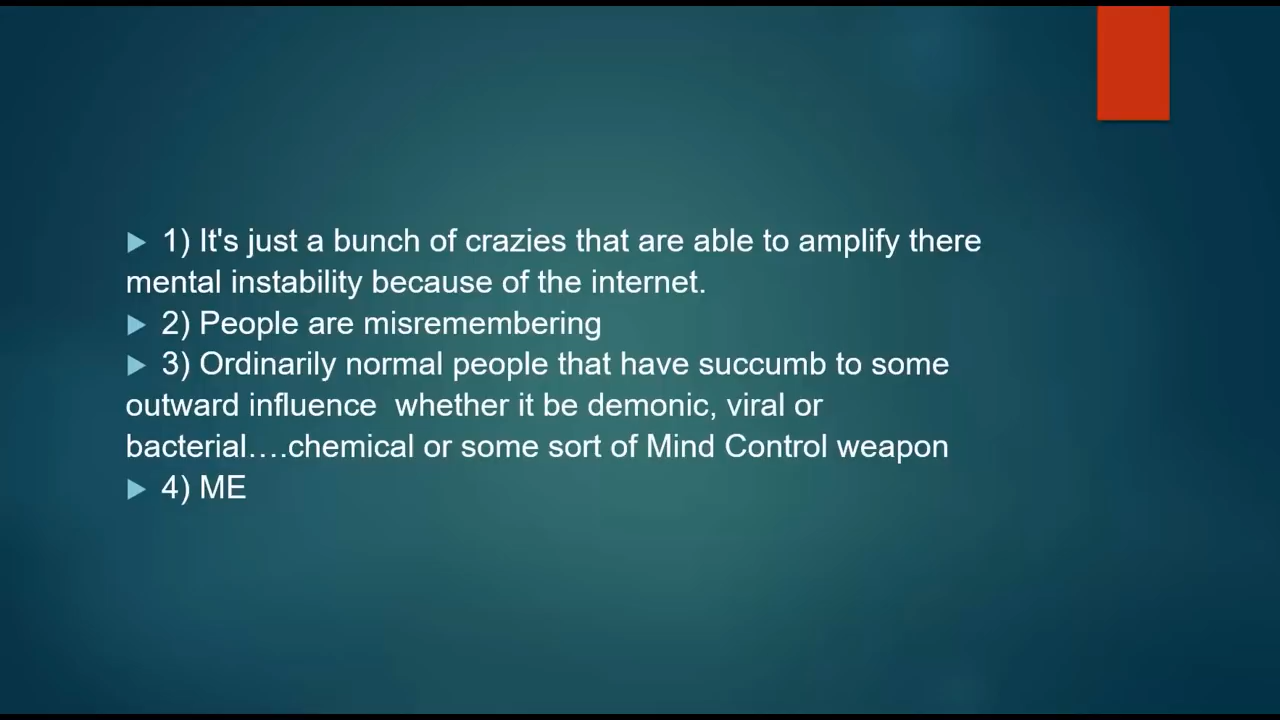 1) It's just a bunch of crazies that are able to amplify there
mental instability because of the internet.
2) People are misremembering
3) Ordinarily normal people that have succumb to some
outward influence  whether it be demonic, viral or
bacterial....chemical or some sort of Mind Control weapon
4) ME